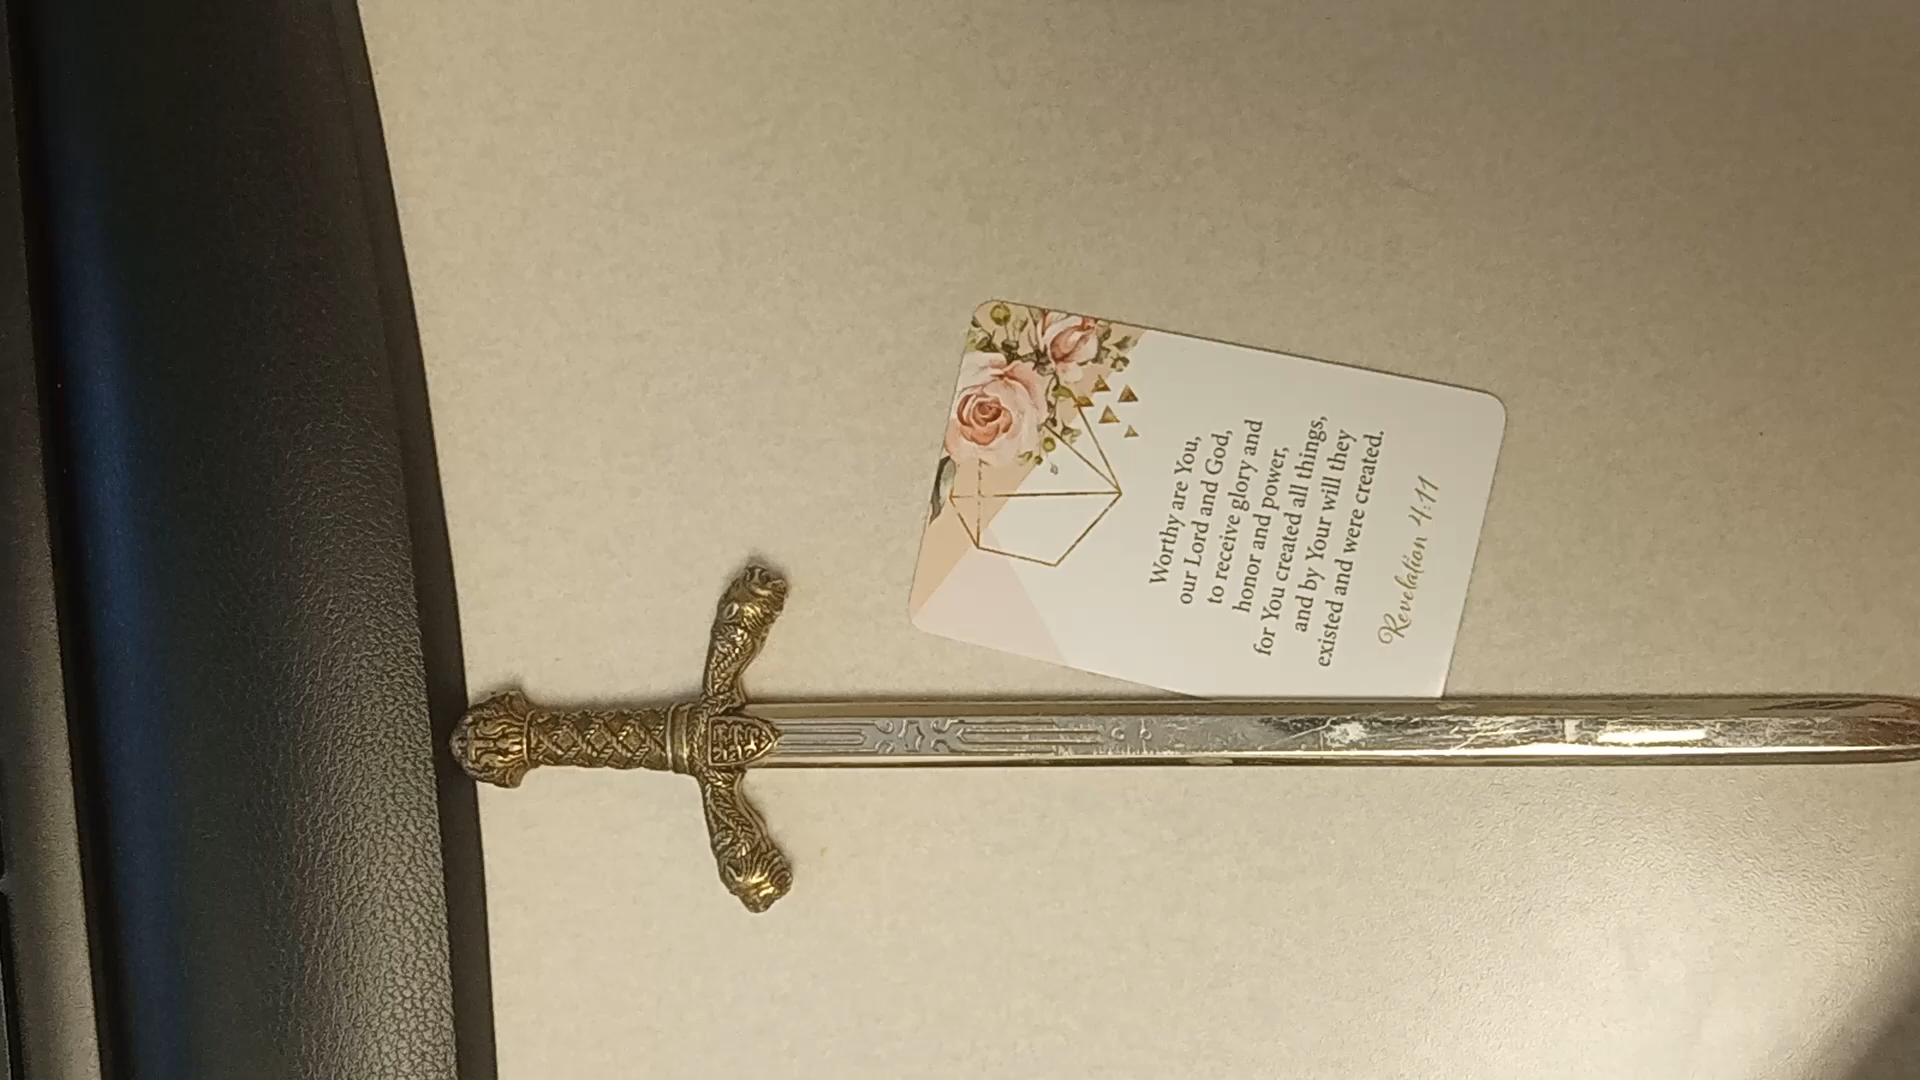 Worthy are You,
our Lord and God,
to receive glory and
honor and power,
for You created all things,
and by Your will they
existed and were created.
Revelation 4:11